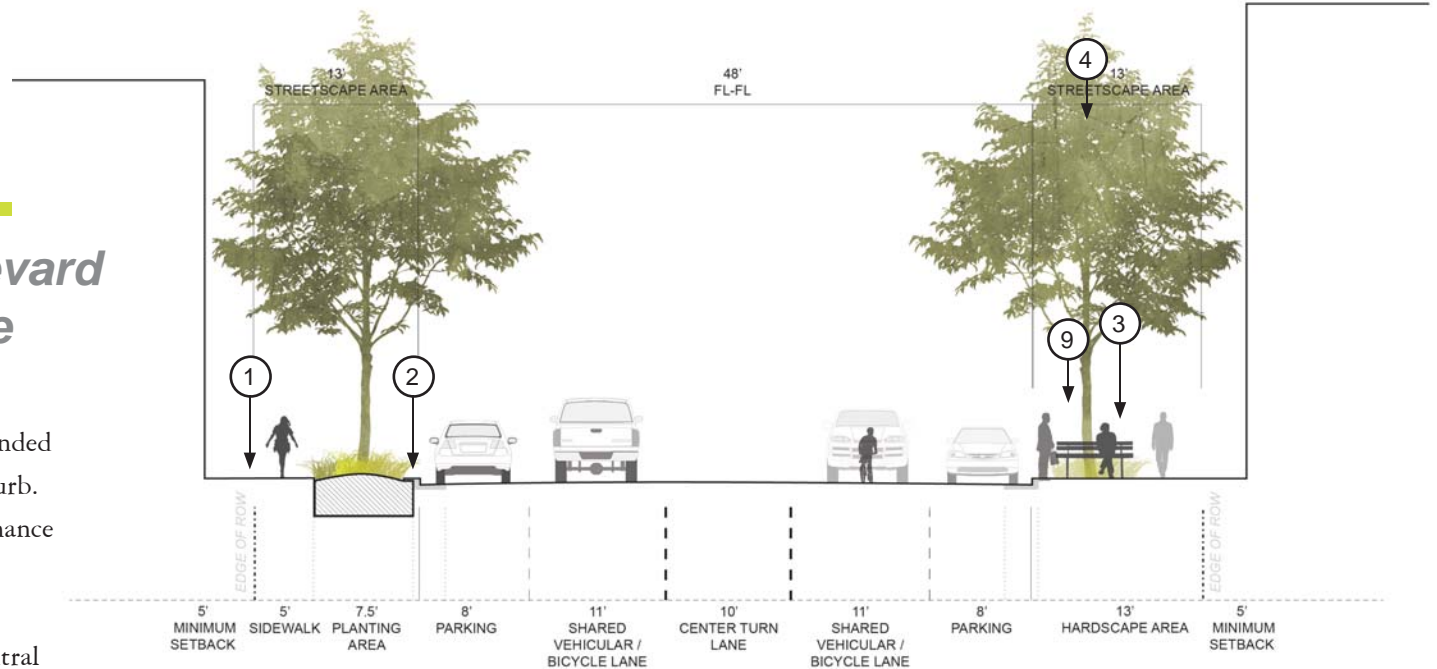 13'
STREETSCAPE AREA
48'
FL-FL
4
13'
STREETSCAPE AREA
evard
e
1
2
9
3
nded
urb.
nance
tral
EDGE OF ROW
EDGE OF ROW
5'
MINIMUM
SETBACK
5'
SIDEWALK
7.5'
PLANTING
AREA
8'
PARKING
11'
SHARED
VEHICULAR /
BICYCLE LANE
10'
CENTER TURN
LANE
11'
SHARED
VEHICULAR /
BICYCLE LANE
8'
PARKING
13'
HARDSCAPE AREA
5'
MINIMUM
SETBACK